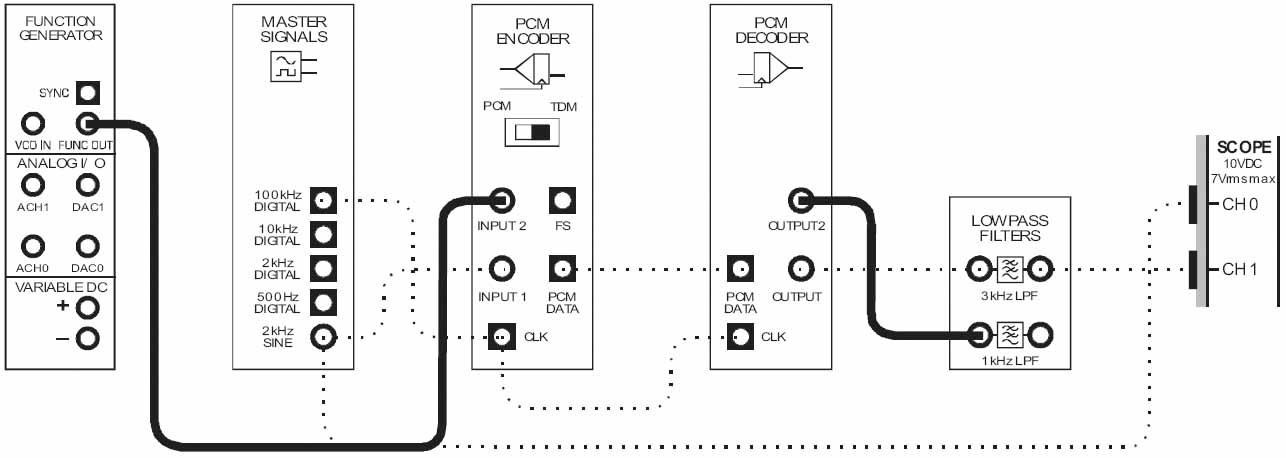 FUNCTION
GENERATOR
SYNC
VCO IN FUNC OUT
ANALOG I/ O
ACH1 DAC1
ACH0 DAC0
VARIABLE DC
+
−
MASTER
SIGNALS
100kHz
DIGITAL
10kHz
DIGITAL
2kHz
DIGITAL
500Hz
DIGITAL
2kHz
SINE
PCM
ENCODER
PCM TDM
INPUT 2 FS
INPUT 1 PCM
DATA
CLK
PCM
DECODER
OUTPUT2
PCM
DATA
OUTPUT
CLK
LOWPASS
FILTERS
3kHz LPF
1kHz LPF
SCOPE
10VDC
7Vrms max
CH 0
CH 1